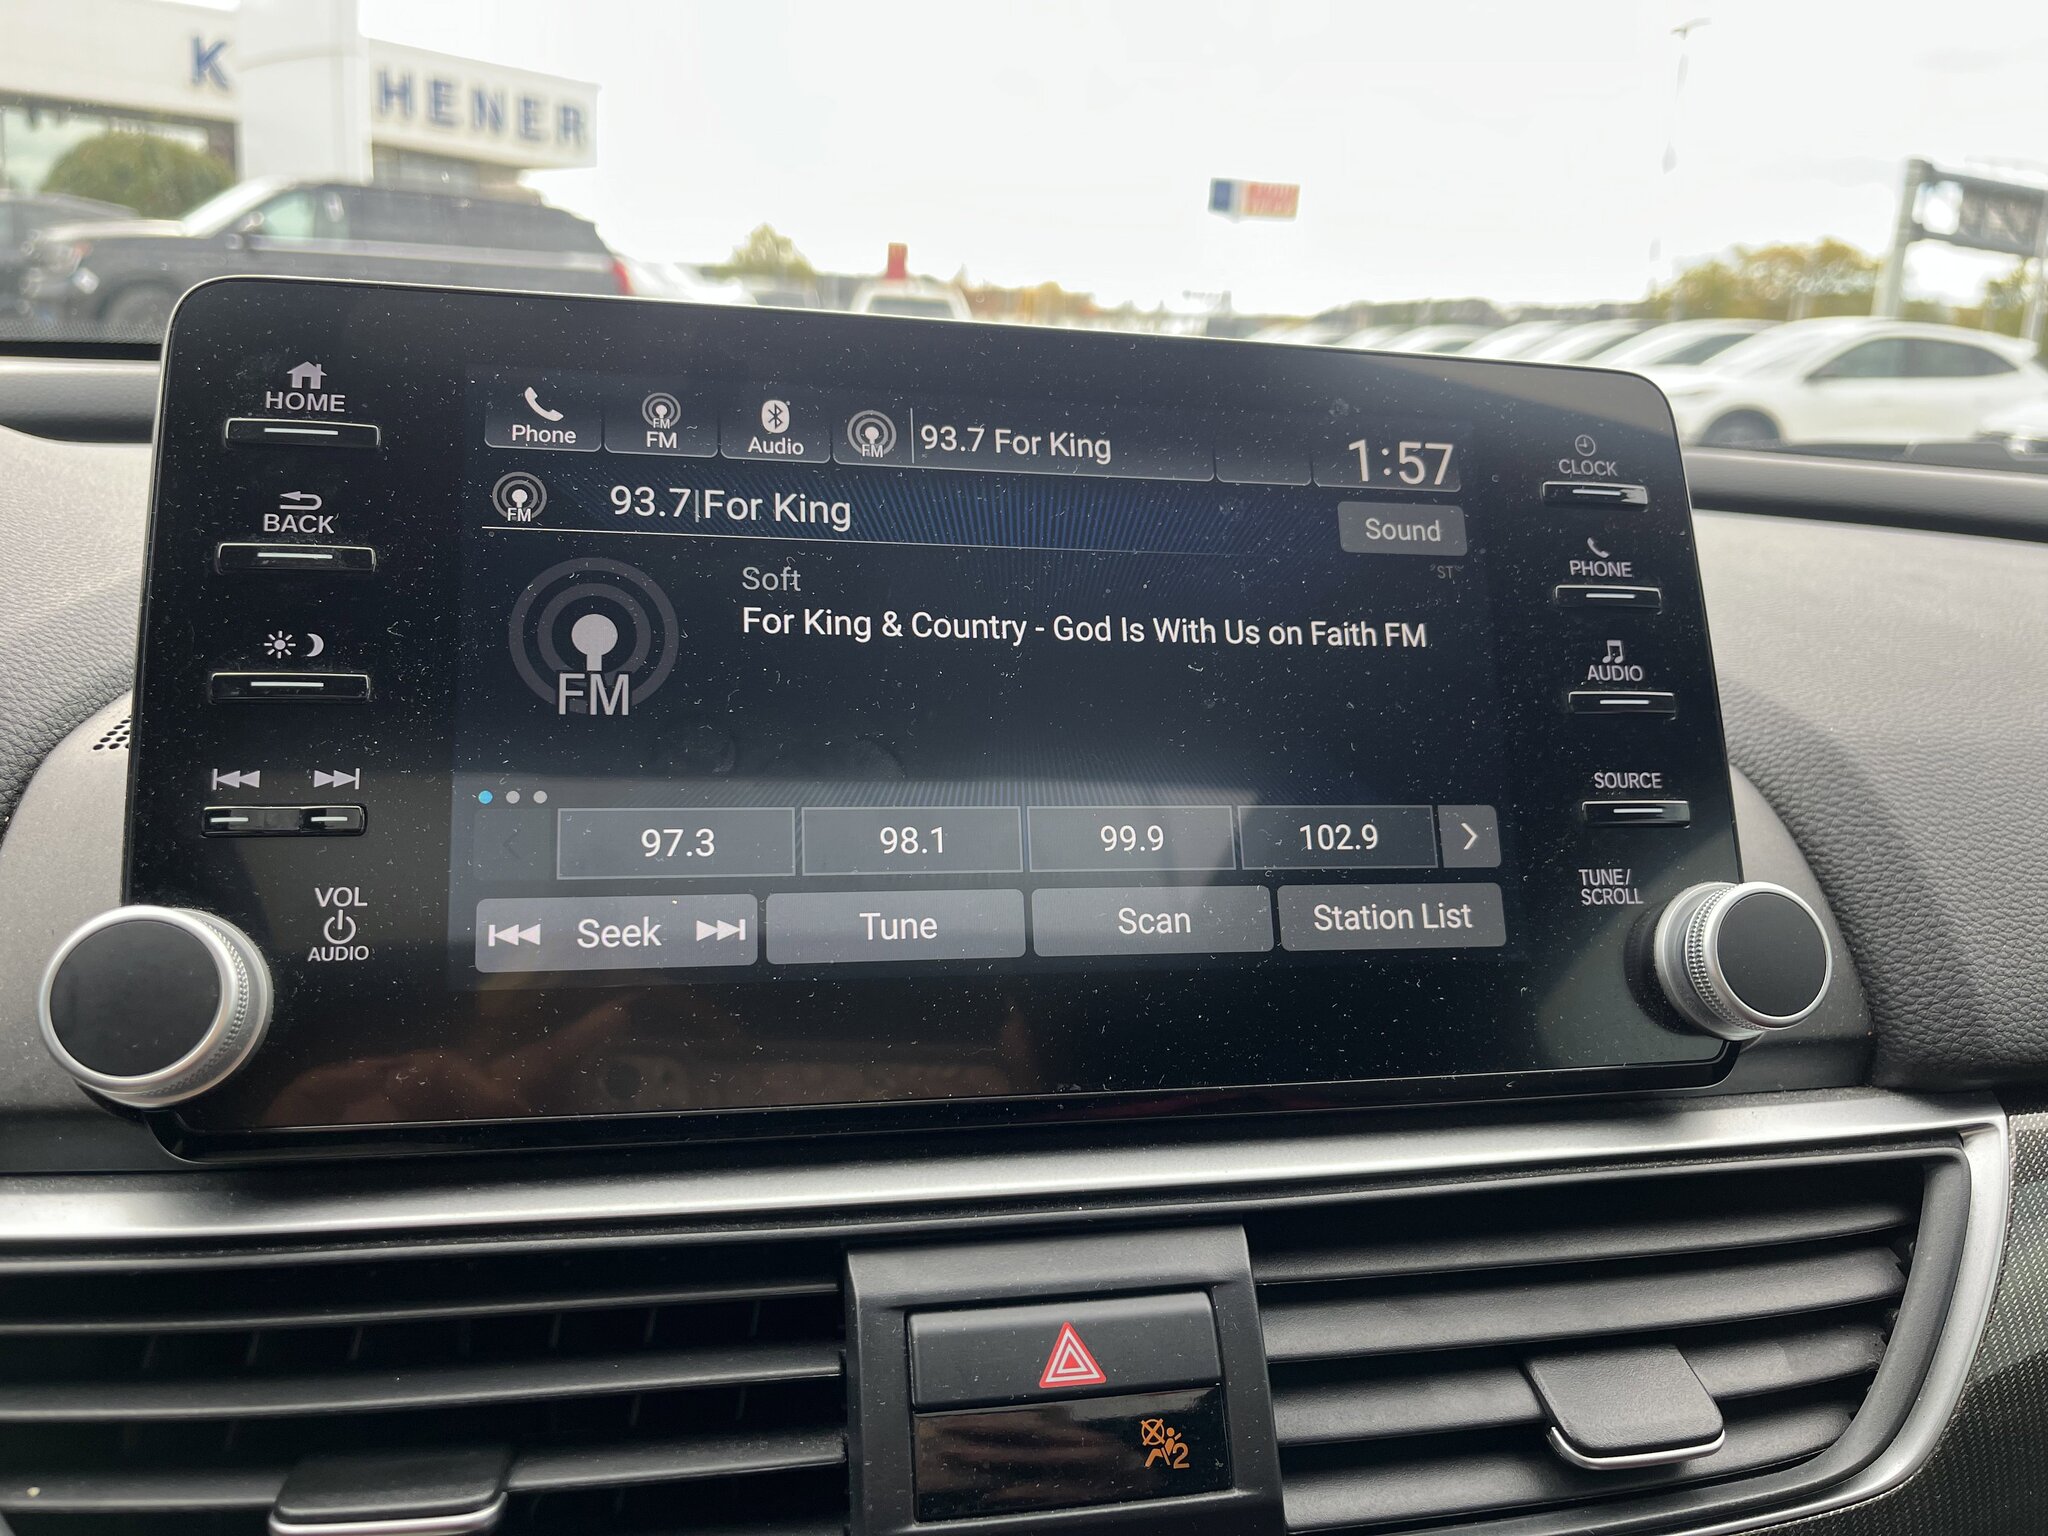 K HENER
HOME
Phone
FM
FM
Audio
FM
93.7 For King
1:57
CLOCK
BACK
FM
93.7|For King
Sound
PHONE
ST
Soft
For King & Country - God Is With Us on Faith FM
FM
AUDIO
SOURCE
97.3
98.1
99.9
102.9
VOL
AUDIO
Seek
Tune
Scan
Station List
TUNE/
SCROLL
2